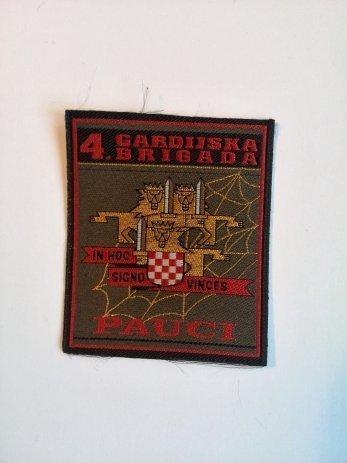 4. GARDIJSKA
BRIGADA
IN HOC
SIGNO
VINCES
PAUCI